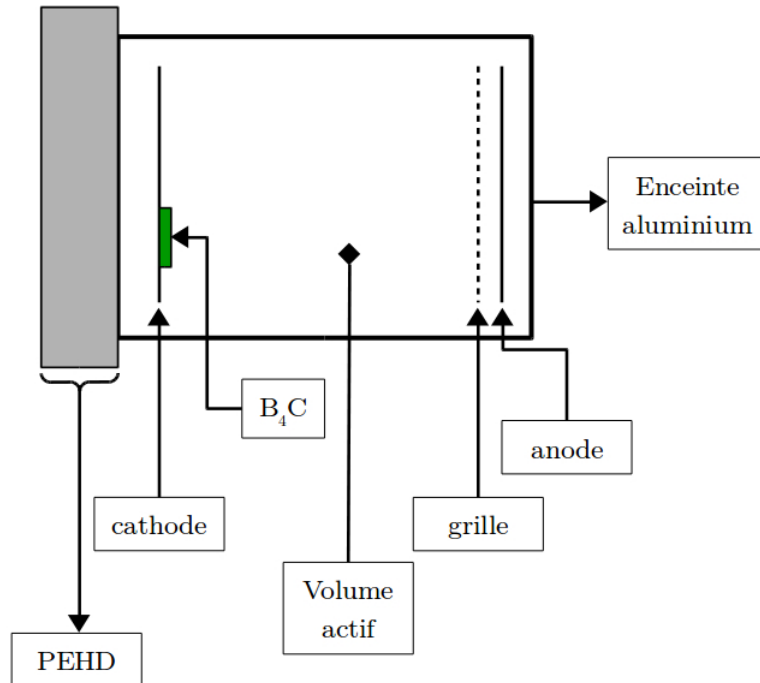 Enceinte
aluminium
B₄C
anode
cathode
grille
Volume
actif
PEHD